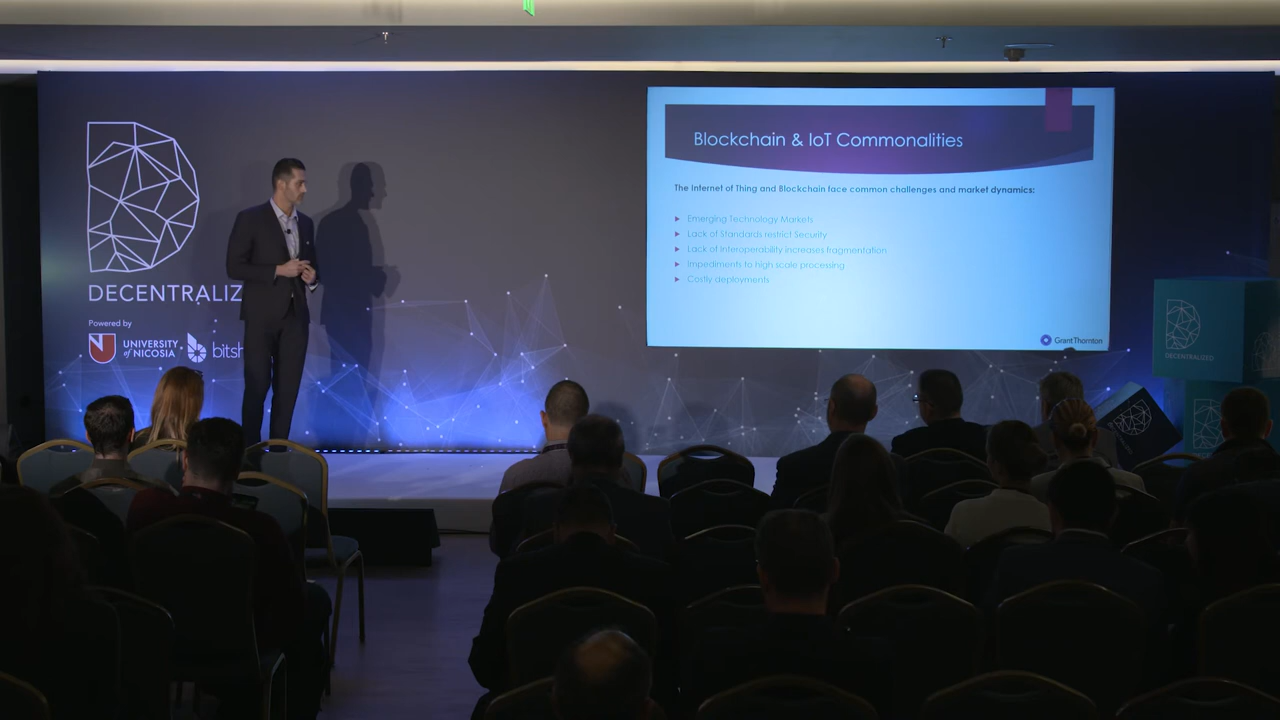 DECENTRALIZ
Powered by
UNIVERSITY
of NICOSIA
bitsh
Blockchain & IoT Commonalities
The Internet of Thing and Blockchain face common challenges and market dynamics:
Emerging Technology Markets
Lack of Standards restrict Security
Lack of Interoperability increases fragmentation
Impediments to high scale processing
Costly deployments
Grant Thornton
DECENTRALIZED